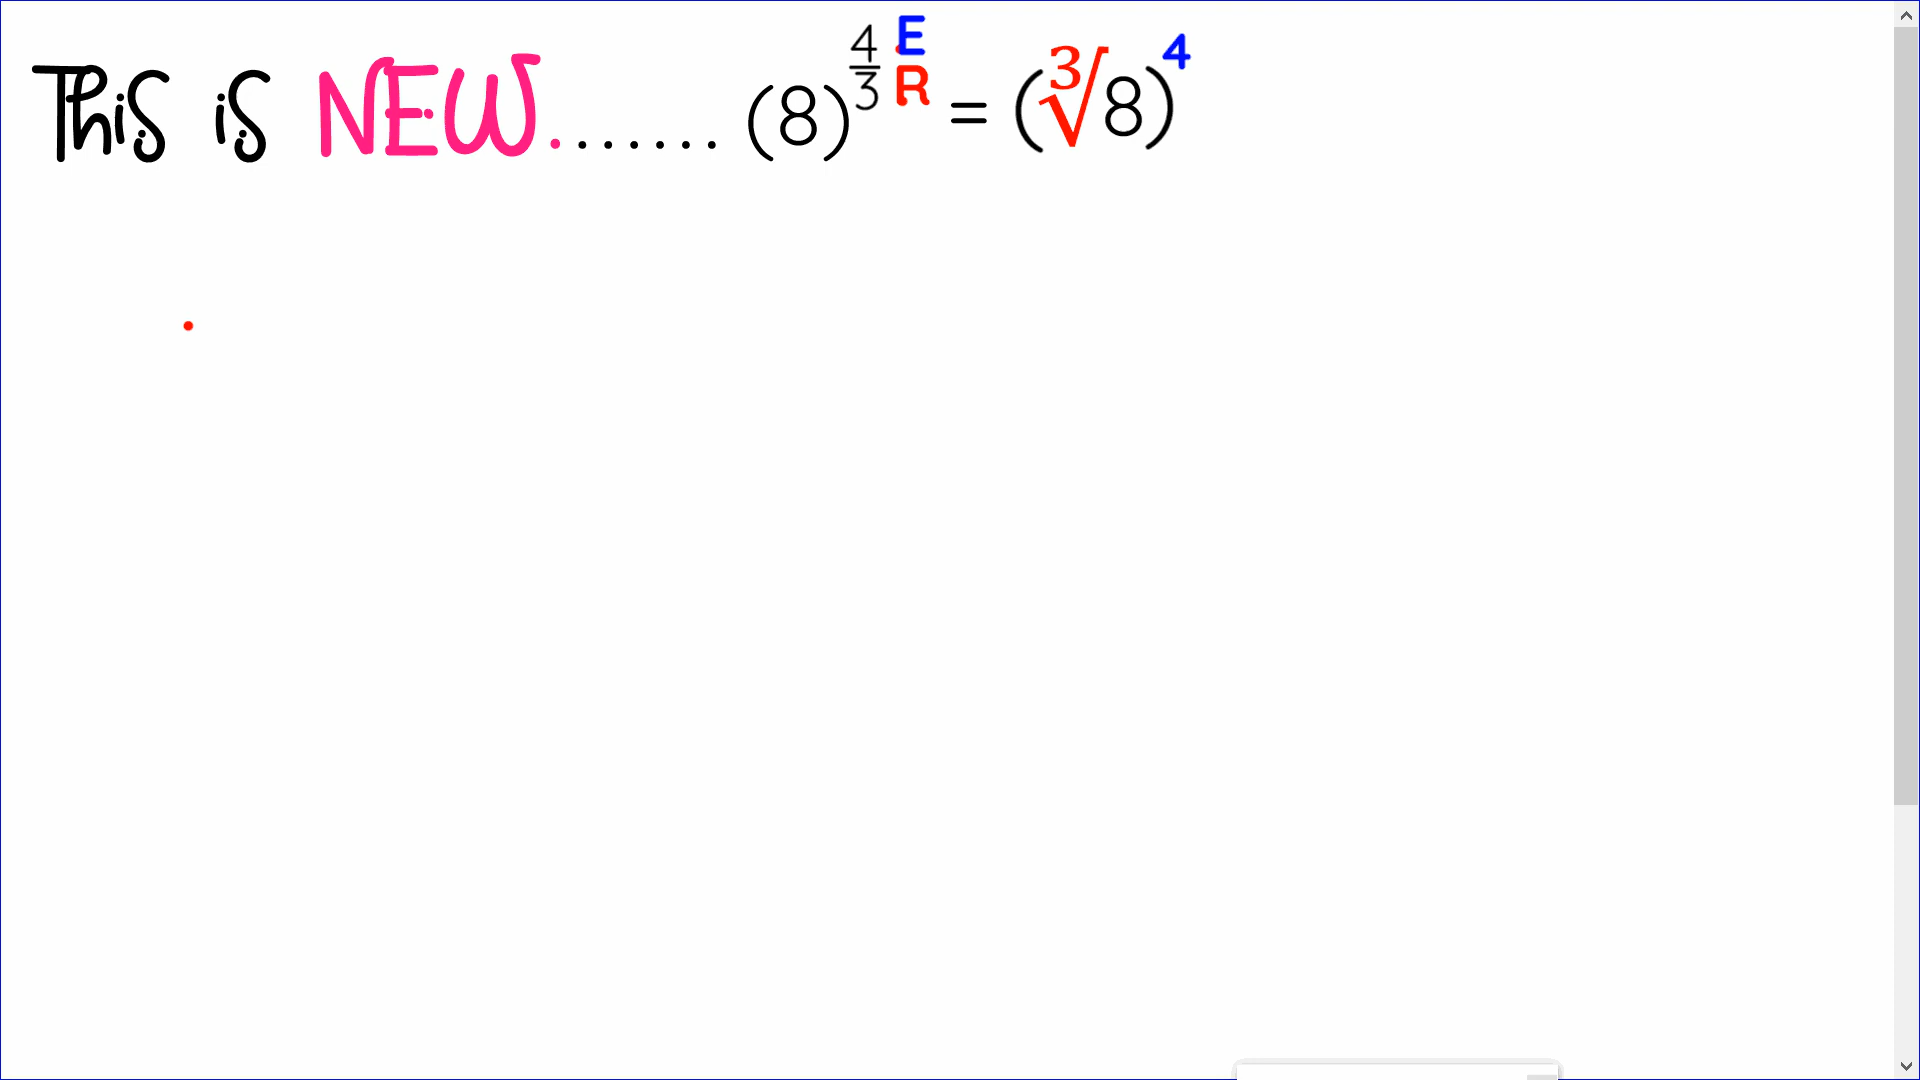 This is NEW....... (8)^(4/3) E R = (∛8)^4